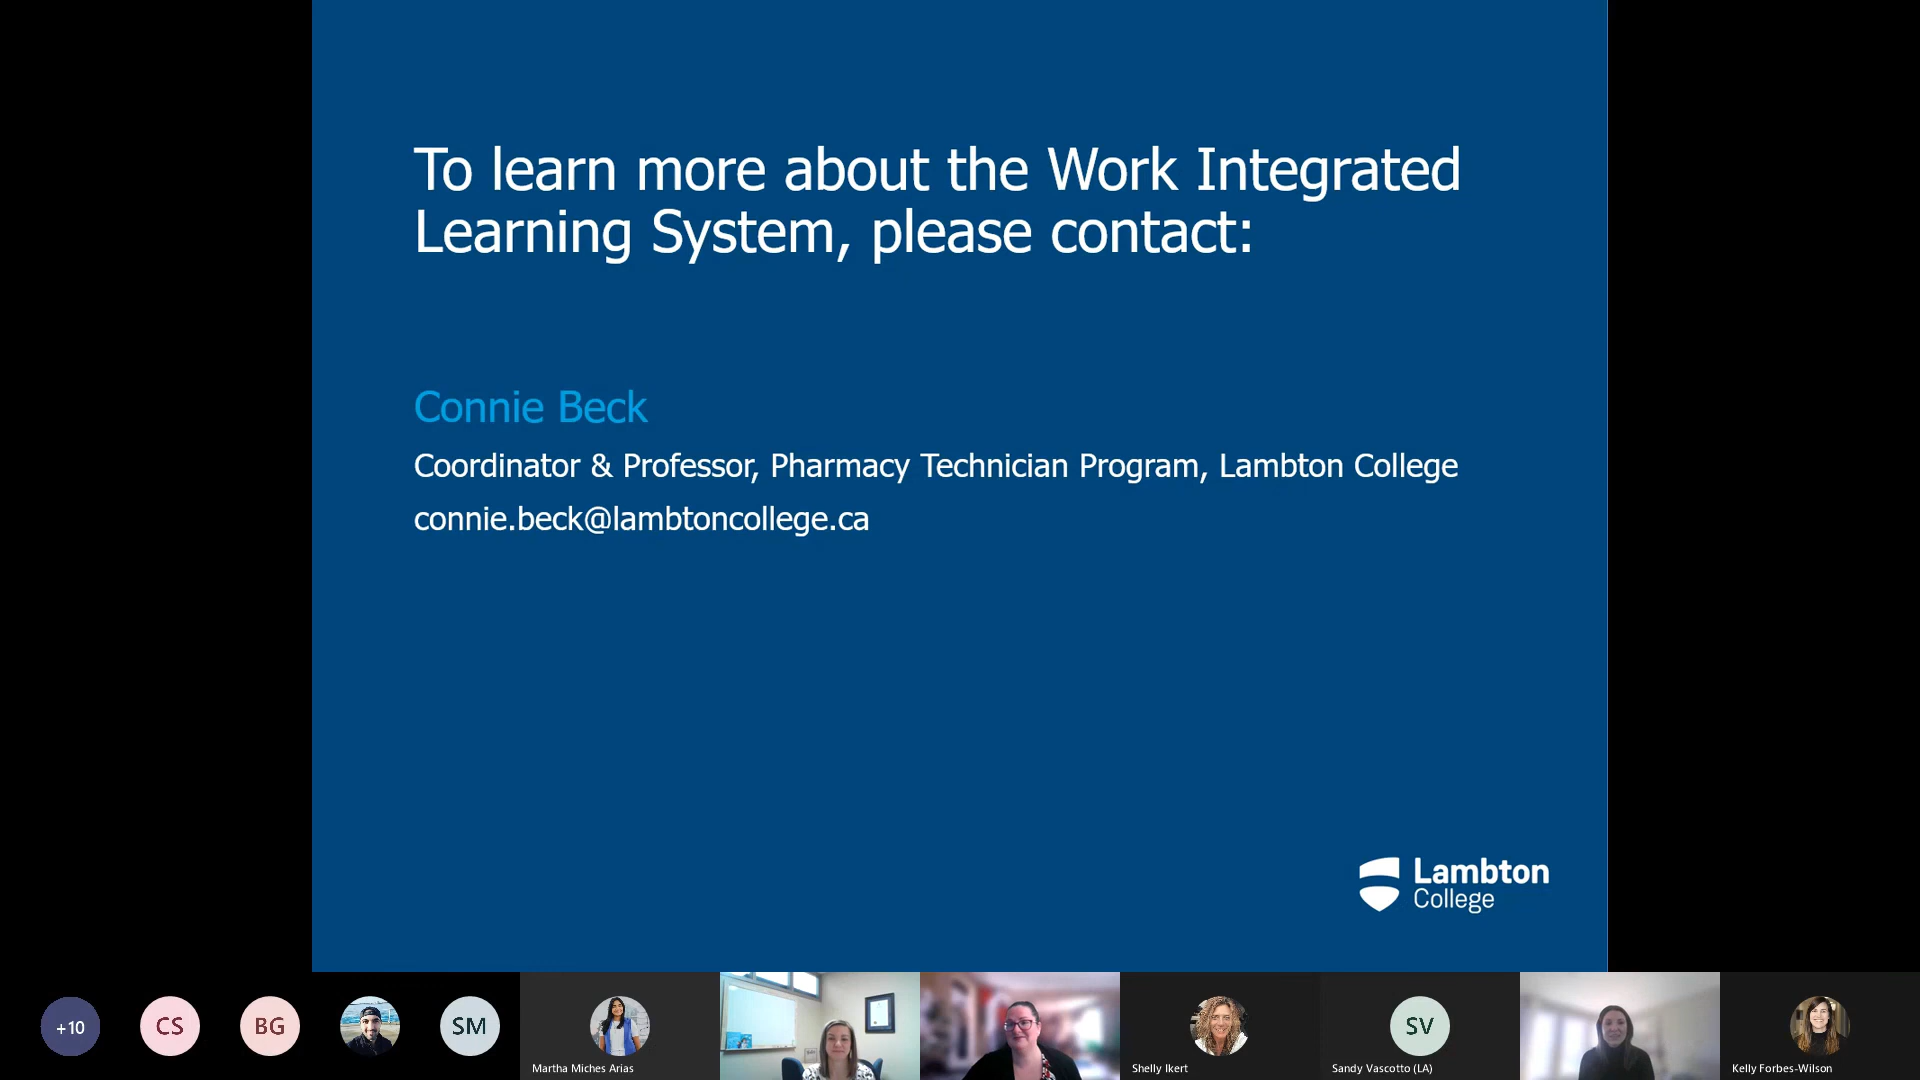 To learn more about the Work Integrated
Learning System, please contact:
Connie Beck
Coordinator & Professor, Pharmacy Technician Program, Lambton College
connie.beck@lambtoncollege.ca
Lambton
College
+10
CS
BG
SM
Martha Miches Arias
Shelly Ikert
SV
Sandy Vascotto (LA)
Kelly Forbes-Wilson